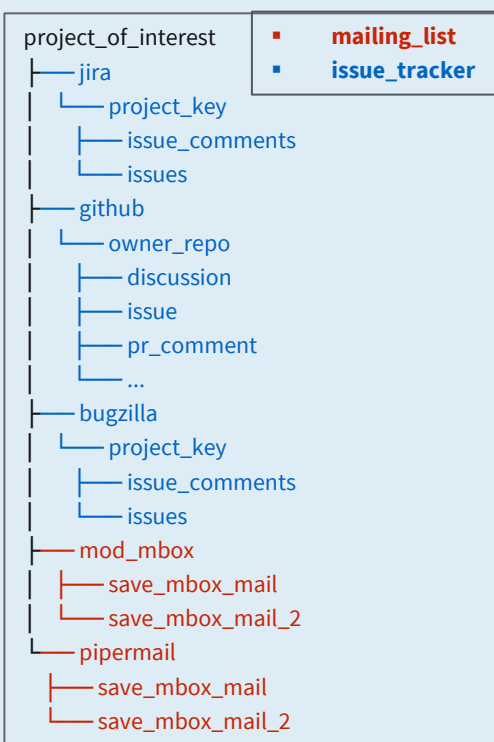 project_of_interest
▪ mailing_list
▪ issue_tracker
jira
project_key
issue_comments
issues
github
owner_repo
discussion
issue
pr_comment
...
bugzilla
project_key
issue_comments
issues
mod_mbox
save_mbox_mail
save_mbox_mail_2
pipermail
save_mbox_mail
save_mbox_mail_2